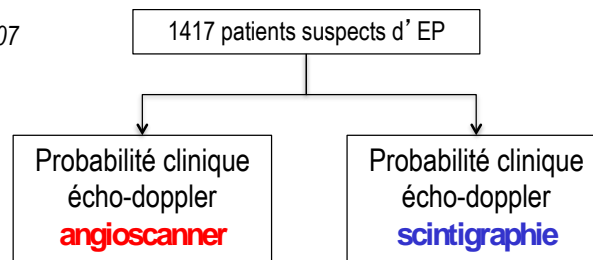 07
1417 patients suspects d' EP
Probabilité clinique
écho-doppler
angioscanner
Probabilité clinique
écho-doppler
scintigraphie